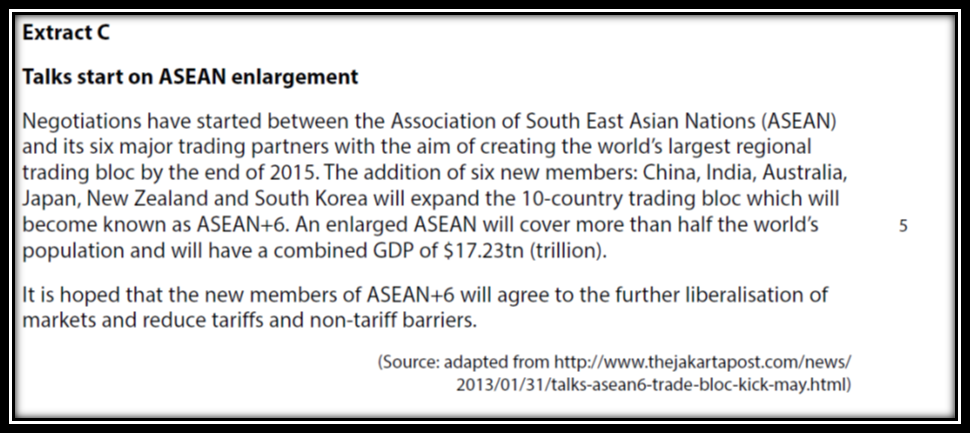 Extract C
Talks start on ASEAN enlargement
Negotiations have started between the Association of South East Asian Nations (ASEAN)
and its six major trading partners with the aim of creating the world's largest regional
trading bloc by the end of 2015. The addition of six new members: China, India, Australia,
Japan, New Zealand and South Korea will expand the 10-country trading bloc which will
become known as ASEAN+6. An enlarged ASEAN will cover more than half the world's 5
population and will have a combined GDP of $17.23tn (trillion).
It is hoped that the new members of ASEAN+6 will agree to the further liberalisation of
markets and reduce tariffs and non-tariff barriers.
(Source: adapted from http://www.thejakartapost.com/news/
2013/01/31/talks-asean6-trade-bloc-kick-may.html)